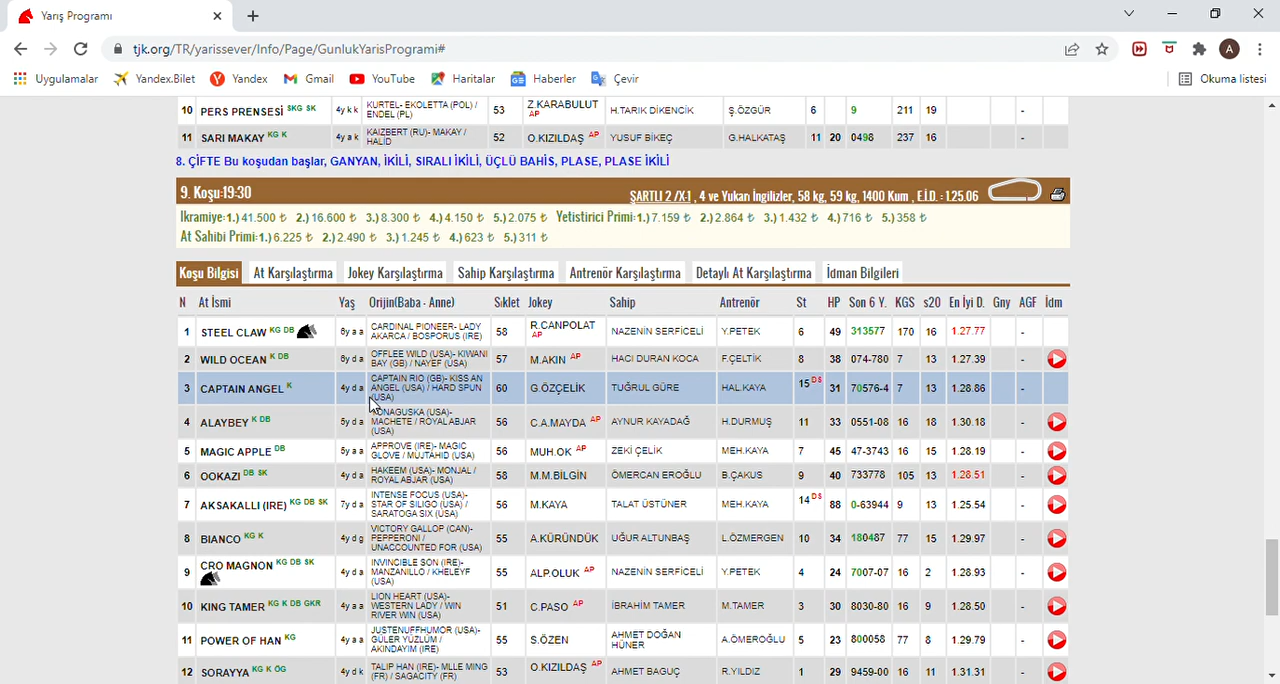 Yarış Programı
tjk.org/TR/yarissever/Info/Page/GunlukYarisProgrami#
A
Uygulamalar Yandex.Bilet Yandex Gmail YouTube Haritalar Haberler Çevir Okuma listesi
10 PERS PRENSESİ SKG SK 4y k k KURTEL- EKOLETTA (POL) / ENDEL (PL) 53 Z.KARABULUT AP H.TARIK DİKENCİK Ş.ÖZGÜR 6 9 211 19 -
11 SARI MAKAY KG K 4y a k KAIZBERT (RU)- MAKAY / HALİD 52 O.KIZILDAŞ AP YUSUF BİKEÇ G.HALKATAŞ 11 20 0498 237 16 -
8. ÇİFTE Bu koşudan başlar, GANYAN, İKİLİ, SIRALI İKİLİ, ÜÇLÜ BAHİS, PLASE, PLASE İKİLİ
9. Koşu:19:30 ŞARTLI 2 /X-1 , 4 ve Yukarı İngilizler, 58 kg, 59 kg, 1400 Kum , E.İ.D. : 1.25.06
Ikramiye:1.) 41.500 ₺ 2.) 16.600 ₺ 3.) 8.300 ₺ 4.) 4.150 ₺ 5.) 2.075 ₺ Yetistirici Primi:1.) 7.159 ₺ 2.) 2.864 ₺ 3.) 1.432 ₺ 4.) 716 ₺ 5.) 358 ₺
At Sahibi Primi:1.) 6.225 ₺ 2.) 2.490 ₺ 3.) 1.245 ₺ 4.) 623 ₺ 5.) 311 ₺
Koşu Bilgisi At Karşılaştırma Jokey Karşılaştırma Sahip Karşılaştırma Antrenör Karşılaştırma Detaylı At Karşılaştırma İdman Bilgileri
N At İsmi Yaş Orijin(Baba - Anne) Sıklet Jokey Sahip Antrenör St HP Son 6 Y. KGS s20 En İyi D. Gny AGF İdm
1 STEEL CLAW KG DB 6y a a CARDINAL PIONEER- LADY AKARCA / BOSPORUS (IRE) 58 R.CANPOLAT AP NAZENİN SERFİCELİ Y.PETEK 6 49 313577 170 16 1.27.77 -
2 WILD OCEAN K DB 8y d a OFFLEE WILD (USA)- KIWANI BAY (GB) / NAYEF (USA) 57 M.AKIN AP HACI DURAN KOCA F.ÇELTİK 8 38 074-780 7 13 1.27.39 -
3 CAPTAIN ANGEL K 4y d a CAPTAIN RIO (GB)- KISS AN ANGEL (USA) / HARD SPUN (USA) 60 G.ÖZÇELİK TUĞRUL GÜRE HAL.KAYA 15 DS 31 70576-4 7 13 1.28.86 -
4 ALAYBEY K DB 5y d a CONAGUSKA (USA)- MACHETE / ROYAL ABJAR (USA) 56 C.A.MAYDA AP AYNUR KAYADAĞ H.DURMUŞ 11 33 0551-08 16 18 1.30.18 -
5 MAGIC APPLE DB 8y a a APPROVE (IRE)- MAGIC GLOVE / MUJTAHID (USA) 56 MUH.OK AP ZEKİ ÇELİK MEH.KAYA 7 45 47-3743 16 15 1.28.19 -
6 OOKAZI DB SK 4y d a HAKEEM (USA)- MONJAL / ROYAL ABJAR (USA) 58 M.M.BİLGİN ÖMERCAN EROĞLU B.ÇAKUS 9 40 733778 105 13 1.28.51 -
7 AKSAKALLI (IRE) KG DB SK 7y d a INTENSE FOCUS (USA)- STAR OF SILIGO (USA) / SARATOGA SIX (USA) 56 M.KAYA TALAT ÜSTÜNER MEH.KAYA 14 DS 88 0-63944 9 13 1.25.54 -
8 BIANCO KG K 4y d g VICTORY GALLOP (CAN)- PEPPERONI / UNACCOUNTED FOR (USA) 55 A.KÜRÜNDÜK UĞUR ALTUNBAŞ L.ÖZMERGEN 10 34 180487 77 15 1.29.97 -
9 CRO MAGNON KG DB SK 4y d a INVINCIBLE SON (IRE)- MANZANILLO / KHELEYF (USA) 55 ALP.OLUK AP NAZENİN SERFİCELİ Y.PETEK 4 24 7007-07 16 2 1.28.93 -
10 KING TAMER KG K DB GKR 4y a a LION HEART (USA)- WESTERN LADY / WIN RIVER WIN (USA) 51 C.PASO AP İBRAHİM TAMER M.TAMER 3 30 8030-80 16 9 1.28.50 -
11 POWER OF HAN KG 4y a a JUSTENUFFHUMOR (USA)- GÜLER YÜZLÜM / AKINDAYIM (IRE) 55 S.ÖZEN AHMET DOĞAN HÜNER A.ÖMEROĞLU 5 23 800058 77 8 1.29.79 -
12 SORAYYA KG K ÖG 4y d k TALIP HAN (IRE)- MLLE MING (FR) / SAGACITY (FR) 53 O.KIZILDAŞ AP AHMET BAGUÇ R.YILDIZ 1 29 9459-00 16 11 1.31.31 -